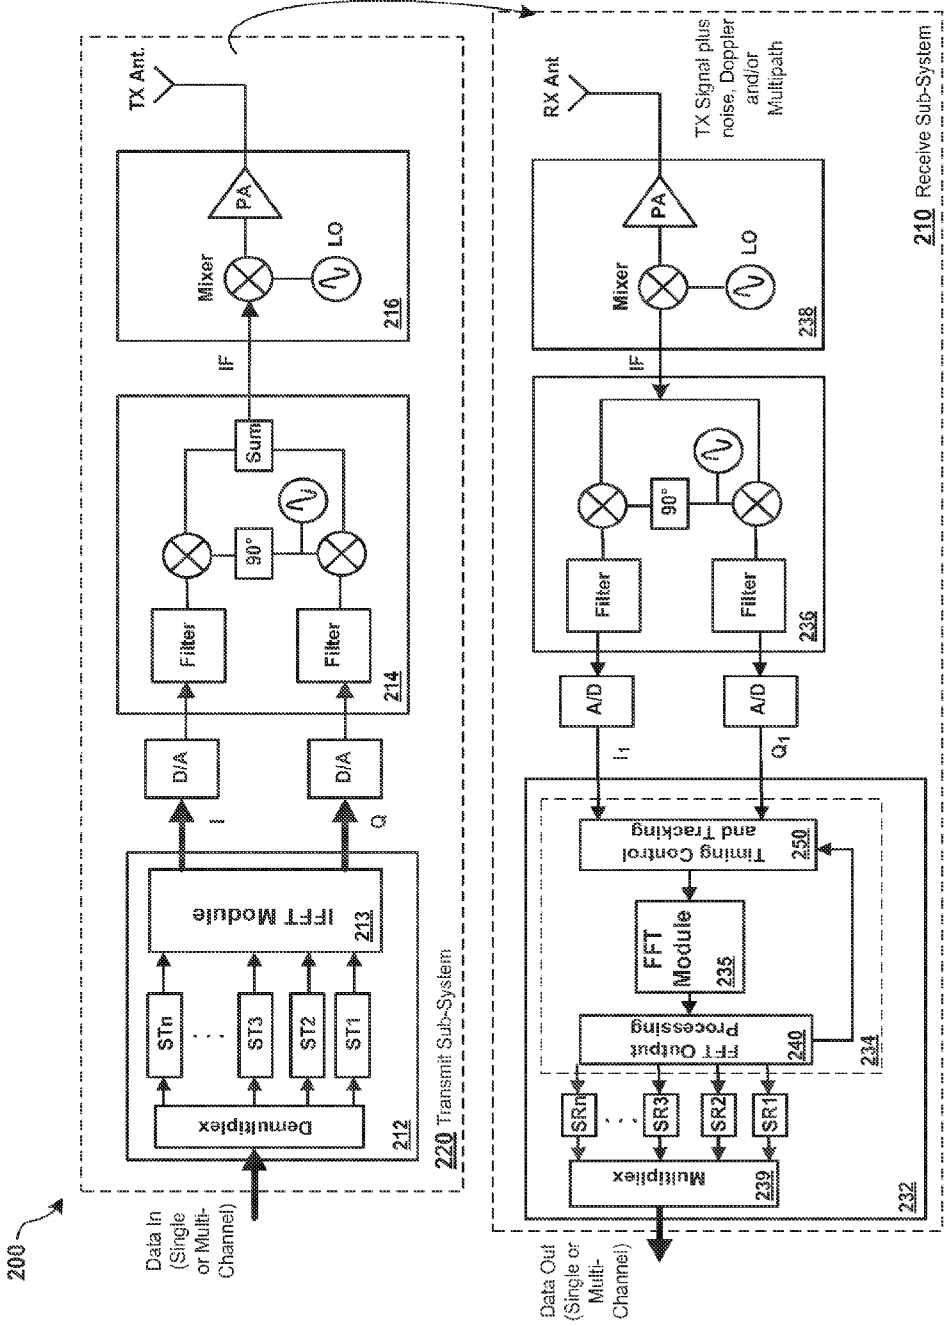 200
Data In
(Single
or Multi-
Channel)
Demultiplex
212
STn
. . .
ST3
ST2
ST1
IFFT Module
213
I
Q
D/A
D/A
Filter
Filter
214
90°
Sum
IF
216
Mixer
LO
PA
TX Ant.
220 Transmit Sub-System
Data Out
(Single or
Multi-
Channel)
Multipliex
239
232
SRn
. . .
SR3
SR2
SR1
FFT Output
Processing
240
234
FFT
Module
235
Timing Control
and Tracking
250
I1
Q1
A/D
A/D
Filter
Filter
236
90°
IF
238
Mixer
LO
PA
RX Ant
TX Signal plus
noise, Doppler
and/or
Multipath
210 Receive Sub-System